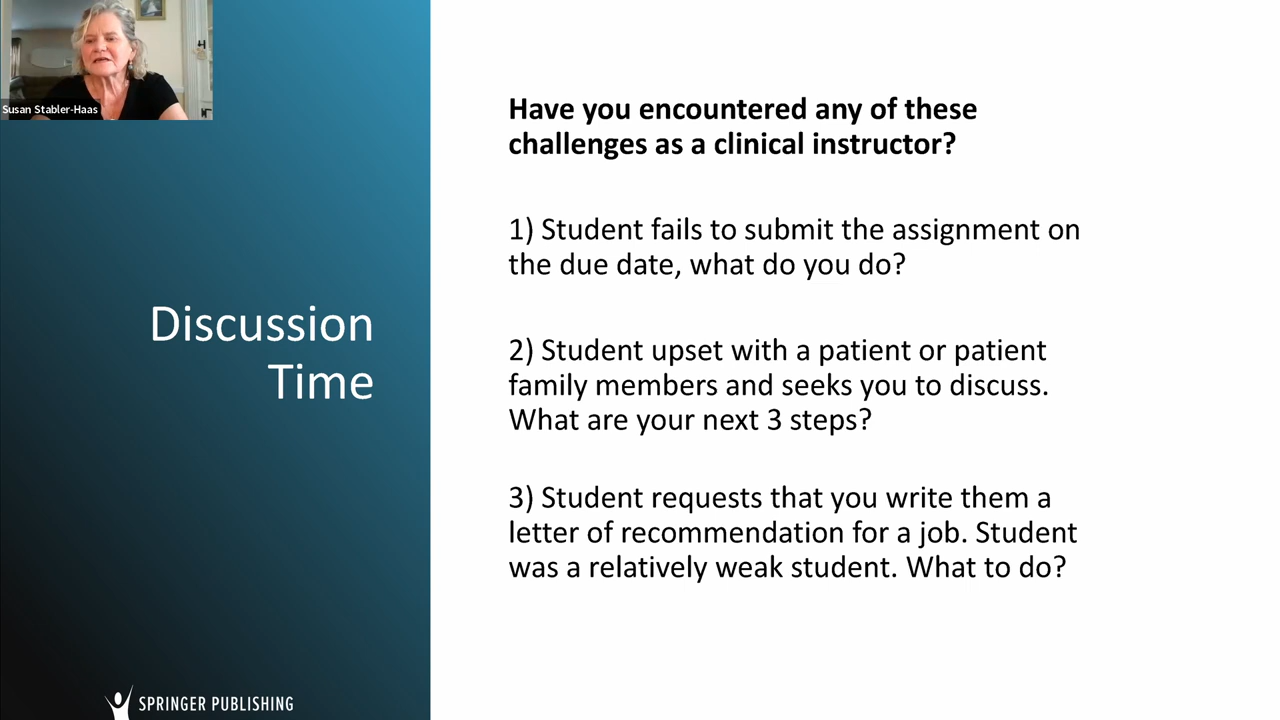 Susan Stabler-Haas
Discussion
Time
Have you encountered any of these
challenges as a clinical instructor?
1) Student fails to submit the assignment on
the due date, what do you do?
2) Student upset with a patient or patient
family members and seeks you to discuss.
What are your next 3 steps?
3) Student requests that you write them a
letter of recommendation for a job. Student
was a relatively weak student. What to do?
SPRINGER PUBLISHING